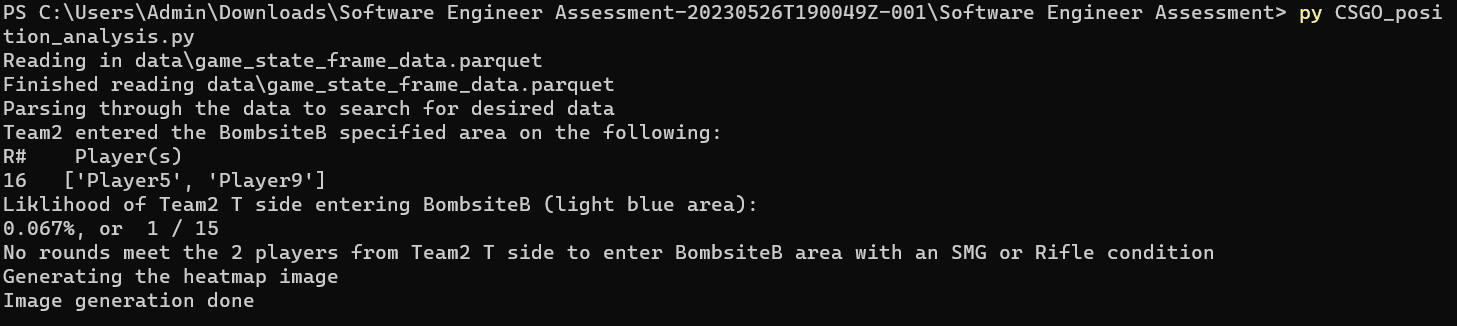 PS C:\Users\Admin\Downloads\Software Engineer Assessment-20230526T190049Z-001\Software Engineer Assessment> py CSGO_posi
tion_analysis.py
Reading in data\game_state_frame_data.parquet
Finished reading data\game_state_frame_data.parquet
Parsing through the data to search for desired data
Team2 entered the BombsiteB specified area on the following:
R#    Player(s)
16   ['Player5', 'Player9']
Liklihood of Team2 T side entering BombsiteB (light blue area):
0.067%, or  1 / 15
No rounds meet the 2 players from Team2 T side to enter BombsiteB area with an SMG or Rifle condition
Generating the heatmap image
Image generation done